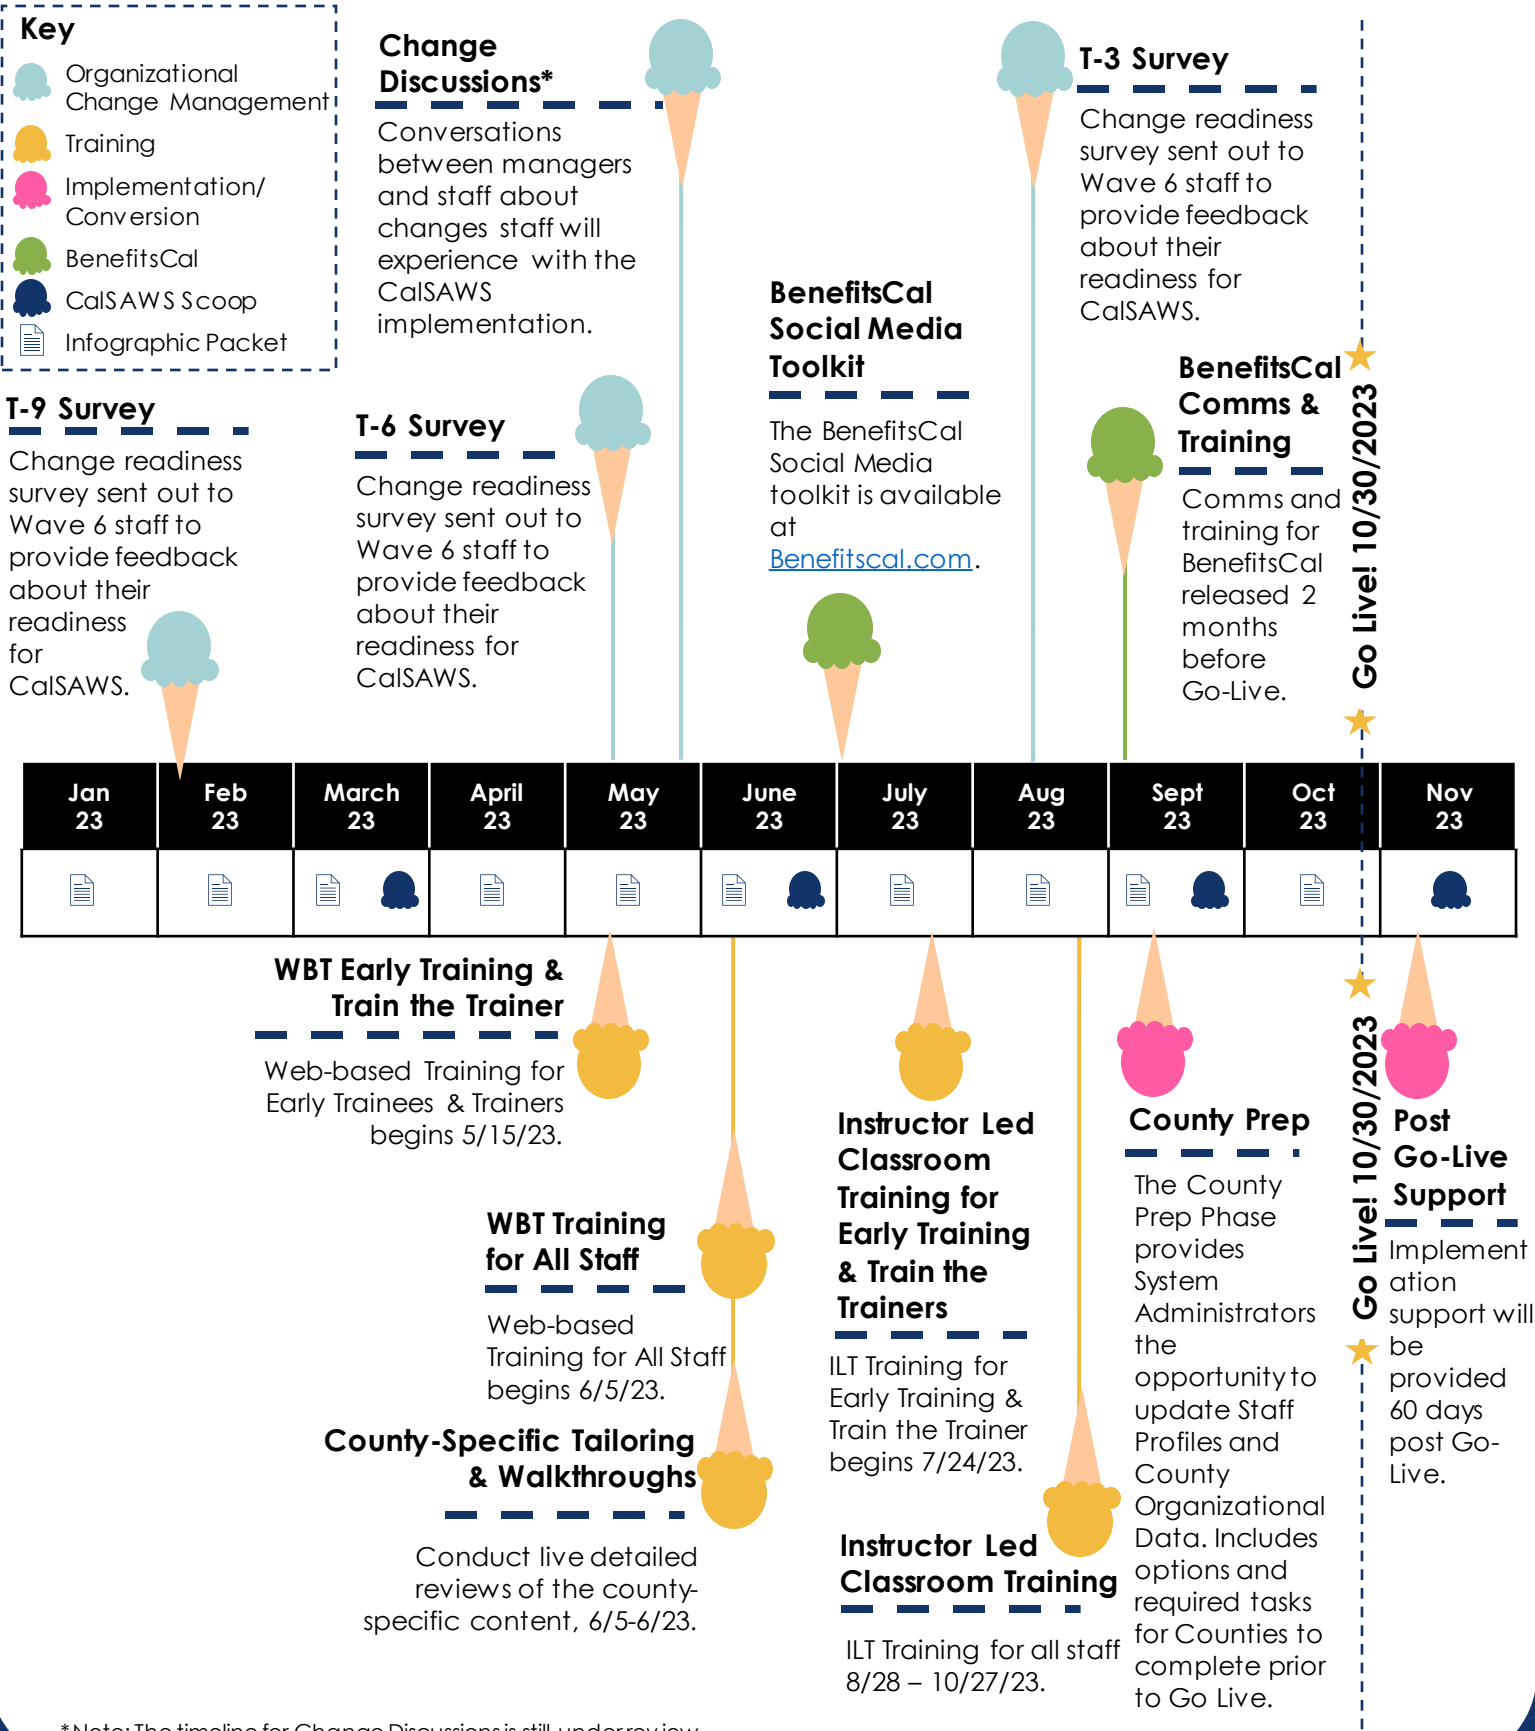 Key
Organizational
Change Management
Training
Implementation/
Conversion
BenefitsCal
CalSAWS Scoop
Infographic Packet
Change
Discussions*
Conversations
between managers
and staff about
changes staff will
experience with the
CalSAWS
implementation.
T-3 Survey
Change readiness
survey sent out to
Wave 6 staff to
provide feedback
about their
readiness for
CalSAWS.
BenefitsCal
Social Media
Toolkit
The BenefitsCal
Social Media
toolkit is available
at
Benefitscal.com.
BenefitsCal
Comms &
Training
Comms and
training for
BenefitsCal
released 2
months
before
Go-Live.
Go Live! 10/30/2023
T-9 Survey
Change readiness
survey sent out to
Wave 6 staff to
provide feedback
about their
readiness
for
CalSAWS.
T-6 Survey
Change readiness
survey sent out to
Wave 6 staff to
provide feedback
about their
readiness for
CalSAWS.
Jan
23
Feb
23
March
23
April
23
May
23
June
23
July
23
Aug
23
Sept
23
Oct
23
Nov
23
WBT Early Training &
Train the Trainer
Web-based Training for
Early Trainees & Trainers
begins 5/15/23.
WBT Training
for All Staff
Web-based
Training for All Staff
begins 6/5/23.
County-Specific Tailoring
& Walkthroughs
Conduct live detailed
reviews of the county-
specific content, 6/5-6/23.
Instructor Led
Classroom
Training for
Early Training
& Train the
Trainers
ILT Training for
Early Training &
Train the Trainer
begins 7/24/23.
Instructor Led
Classroom Training
ILT Training for all staff
8/28 – 10/27/23.
County Prep
The County
Prep Phase
provides
System
Administrators
the
opportunity to
update Staff
Profiles and
County
Organizational
Data. Includes
options and
required tasks
for Counties to
complete prior
to Go Live.
Go Live! 10/30/2023
Post
Go-Live
Support
Implement
ation
support will
be
provided
60 days
post Go-
Live.
*Note: The timeline for Change Discussions is still under review